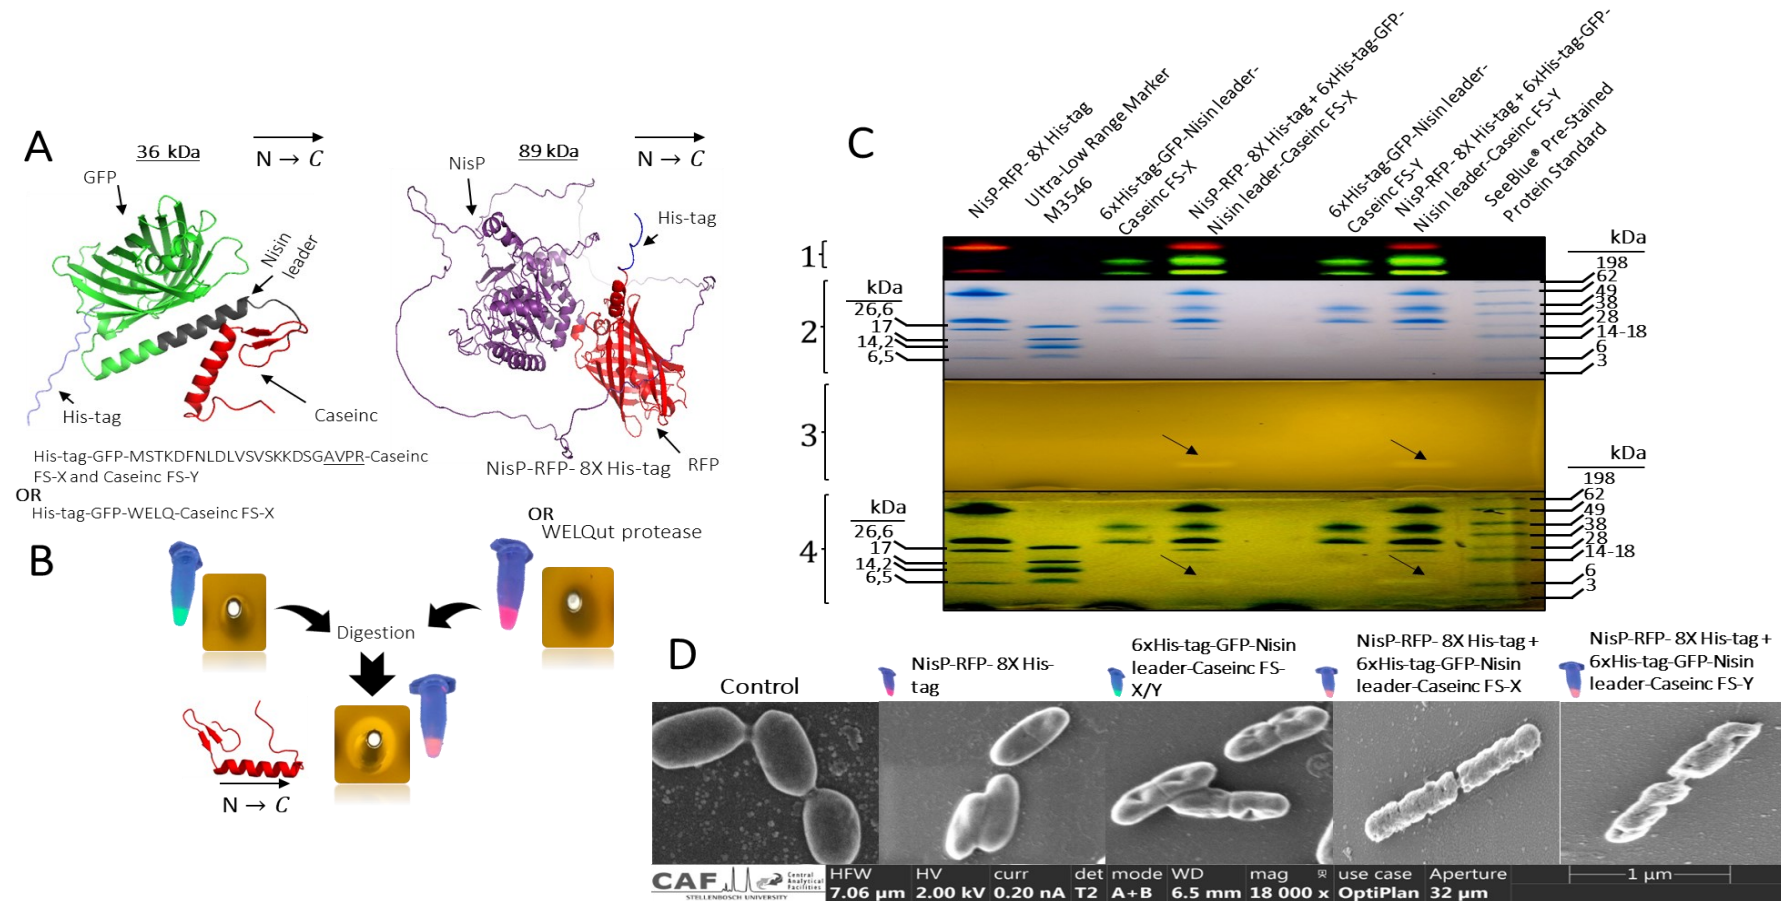 A
36 kDa
N → C
GFP
Nisin
leader
His-tag
Caseinc
89 kDa
N → C
NisP
His-tag
NisP-RFP- 8X His-tag
RFP
His-tag-GFP-MSTKDFNLDLVSVSKKDSGAVPR-Caseinc
FS-X and Caseinc FS-Y
OR
His-tag-GFP-WELQ-Caseinc FS-X
OR
WELQut protease
B
Digestion
N → C
C
NisP-RFP- 8X His-tag
Ultra-Low Range Marker
M3546
6xHis-tag-GFP-Nisin leader-
Caseinc FS-X
NisP-RFP- 8X His-tag + 6xHis-tag-GFP-
Nisin leader-Caseinc FS-X
6xHis-tag-GFP-Nisin leader-
Caseinc FS-Y
NisP-RFP- 8X His-tag + 6xHis-tag-GFP-
Nisin leader-Caseinc FS-Y
SeeBlue® Pre-Stained
Protein Standard
1
2
3
4
kDa
26,6
17
14,2
6,5
kDa
198
62
49
38
28
14-18
6
3
kDa
26,6
17
14,2
6,5
kDa
198
62
49
38
28
14-18
6
3
D
Control
NisP-RFP- 8X His-
tag
6xHis-tag-GFP-Nisin
leader-Caseinc FS-
X/Y
NisP-RFP- 8X His-tag +
6xHis-tag-GFP-Nisin
leader-Caseinc FS-X
NisP-RFP- 8X His-tag +
6xHis-tag-GFP-Nisin
leader-Caseinc FS-Y
CAF
Central
Analytical
Facilities
STELLENBOSCH UNIVERSITY
HFW HV curr det mode WD mag use case Aperture
7.06 µm 2.00 kV 0.20 nA T2 A+B 6.5 mm 18 000 x OptiPlan 32 µm
1 µm